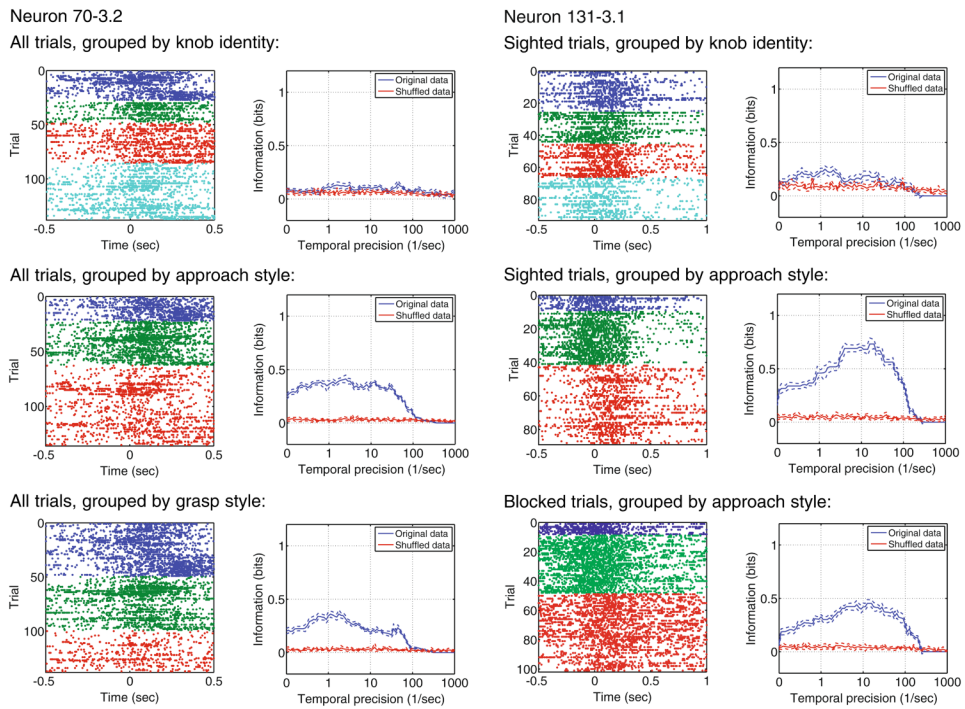 Neuron 70-3.2
All trials, grouped by knob identity:
0
50
100
Trial
-0.5
0
0.5
Time (sec)
Original data
Shuffled data
1
0.5
0
Information (bits)
0
1
10
100
1000
Temporal precision (1/sec)
All trials, grouped by approach style:
0
50
100
Trial
-0.5
0
0.5
Time (sec)
Original data
Shuffled data
1
0.5
0
Information (bits)
0
1
10
100
1000
Temporal precision (1/sec)
All trials, grouped by grasp style:
0
50
100
Trial
-0.5
0
0.5
Time (sec)
Original data
Shuffled data
1
0.5
0
Information (bits)
0
1
10
100
1000
Temporal precision (1/sec)
Neuron 131-3.1
Sighted trials, grouped by knob identity:
0
20
40
60
80
Trial
-0.5
0
0.5
1
Time (sec)
Original data
Shuffled data
1
0.5
0
Information (bits)
0
1
10
100
1000
Temporal precision (1/sec)
Sighted trials, grouped by approach style:
0
20
40
60
80
Trial
-0.5
0
0.5
1
Time (sec)
Original data
Shuffled data
1
0.5
0
Information (bits)
0
1
10
100
1000
Temporal precision (1/sec)
Blocked trials, grouped by approach style:
0
20
40
60
80
100
Trial
-0.5
0
0.5
1
Time (sec)
Original data
Shuffled data
1
0.5
0
Information (bits)
0
1
10
100
1000
Temporal precision (1/sec)